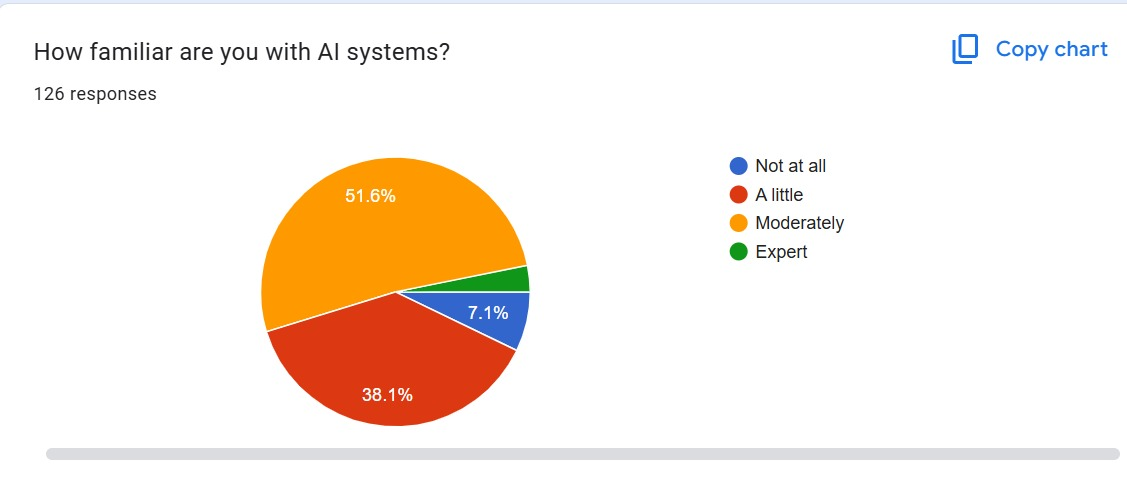 How familiar are you with AI systems?
Copy chart
126 responses
51.6%
7.1%
38.1%
Not at all
A little
Moderately
Expert